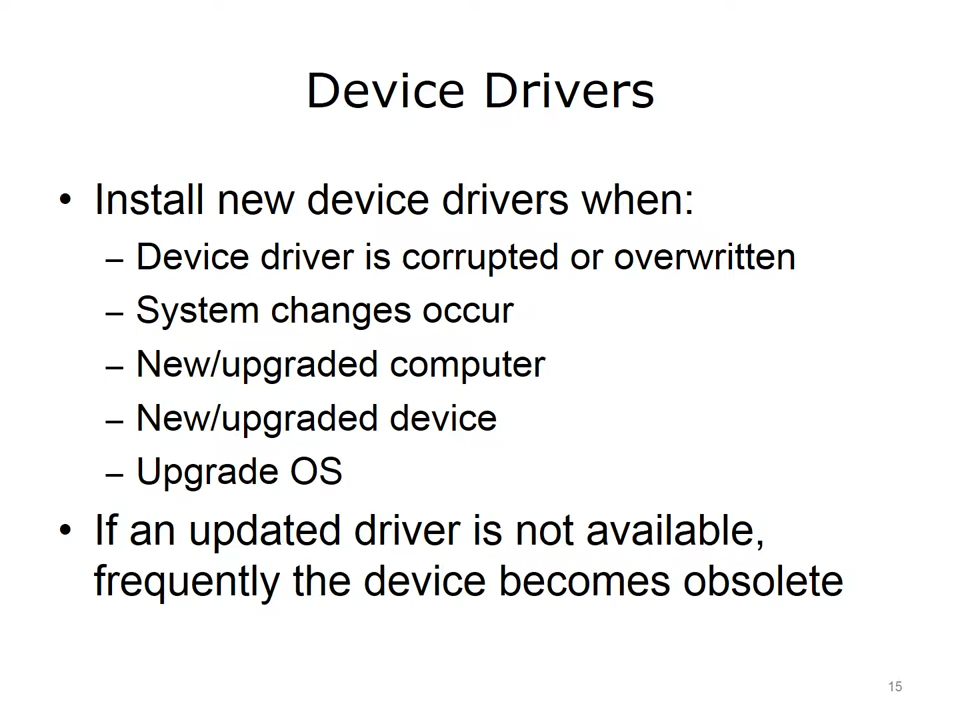 Device Drivers
• Install new device drivers when:
– Device driver is corrupted or overwritten
– System changes occur
– New/upgraded computer
– New/upgraded device
– Upgrade OS
• If an updated driver is not available,
frequently the device becomes obsolete
15